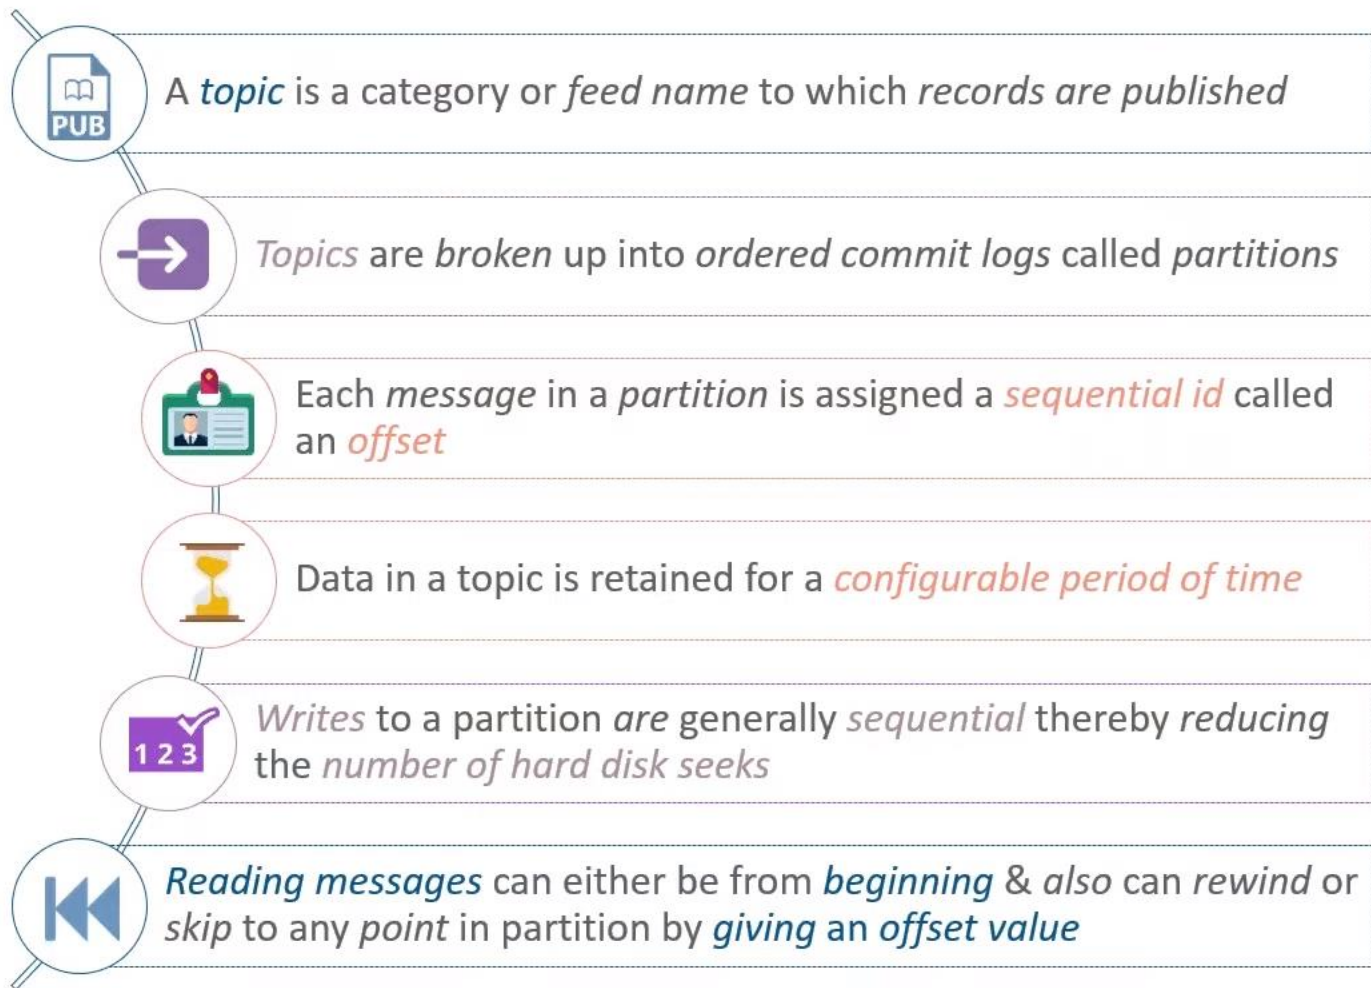 PUB
A topic is a category or feed name to which records are published
Topics are broken up into ordered commit logs called partitions
Each message in a partition is assigned a sequential id called
an offset
Data in a topic is retained for a configurable period of time
1 2 3
Writes to a partition are generally sequential thereby reducing
the number of hard disk seeks
Reading messages can either be from beginning & also can rewind or
skip to any point in partition by giving an offset value